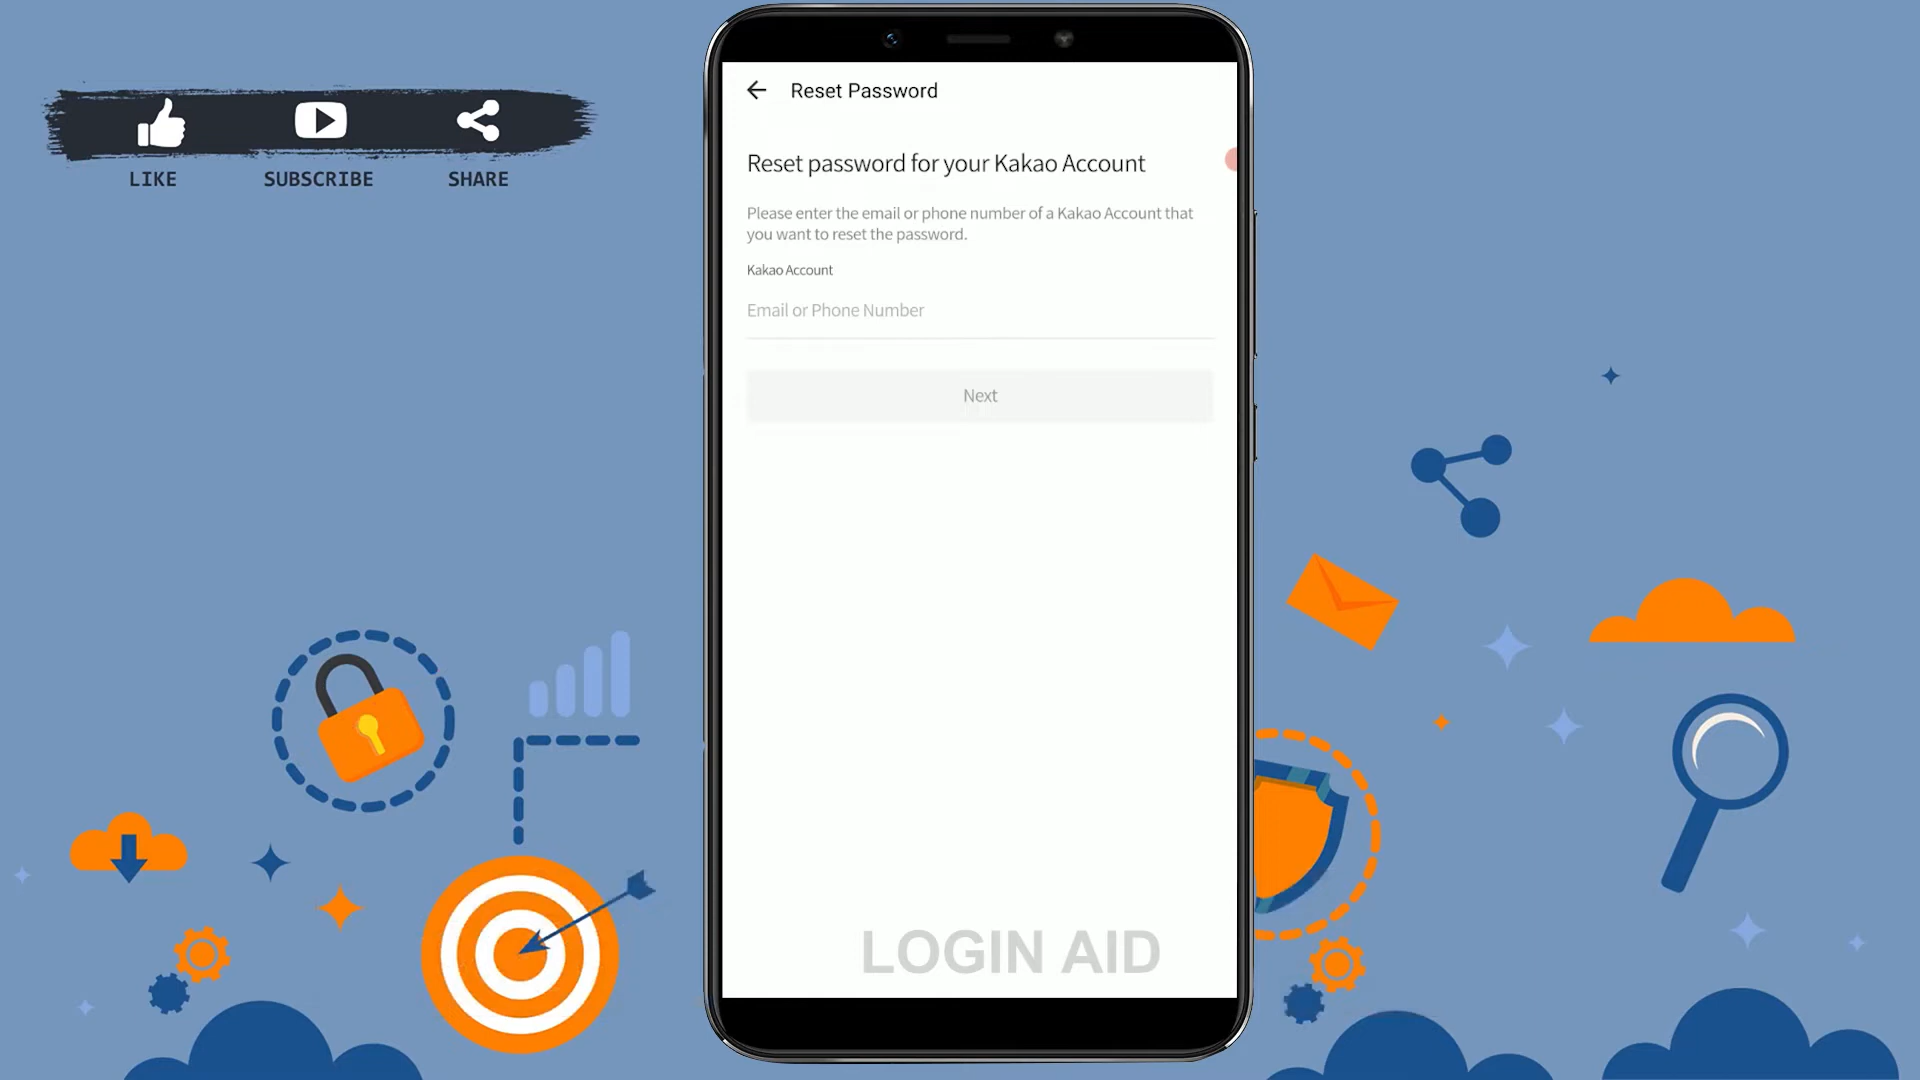 LIKE
SUBSCRIBE
SHARE
Reset Password
Reset password for your Kakao Account
Please enter the email or phone number of a Kakao Account that
you want to reset the password.
Kakao Account
Email or Phone Number
Next
LOGIN AID